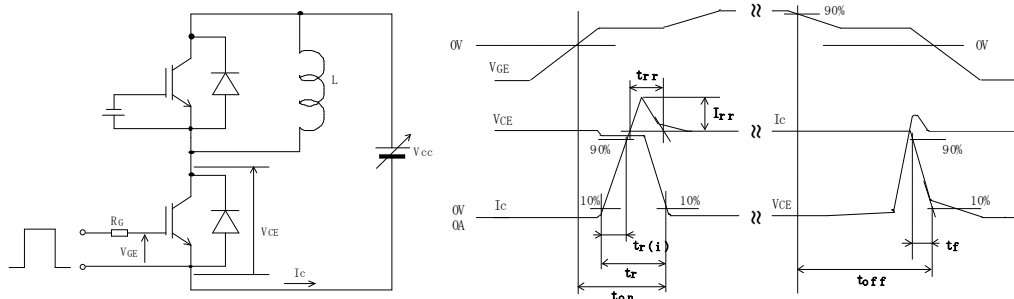 L
Vcc
RG
VGE
VCE
Ic
0V
VGE
90%
0V
trr
Irr
VCE
Ic
90%
90%
Ic
10%
10%
VCE
10%
0V
0A
tr(i)
tr
ton
tf
toff